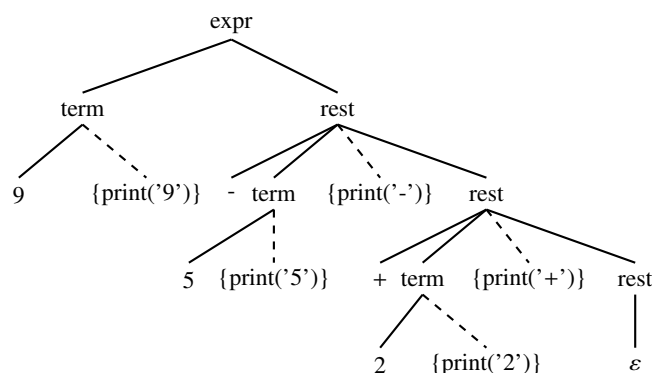 expr
term rest
9 {print('9')} - term {print('-')} rest
5 {print('5')} + term {print('+')} rest
2 {print('2')} ε